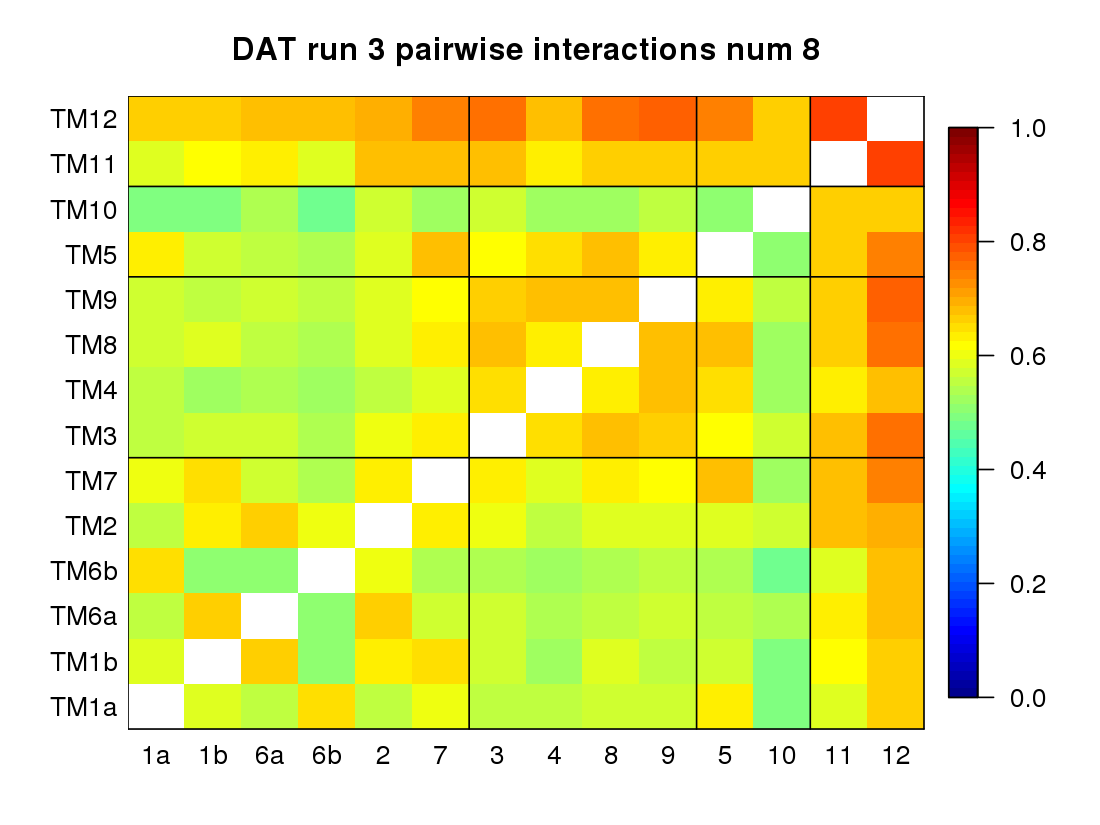 DAT run 3 pairwise interactions num 8
TM12
TM11
TM10
TM5
TM9
TM8
TM4
TM3
TM7
TM2
TM6b
TM6a
TM1b
TM1a
1a 1b 6a 6b 2 7 3 4 8 9 5 10 11 12
1.0
0.8
0.6
0.4
0.2
0.0